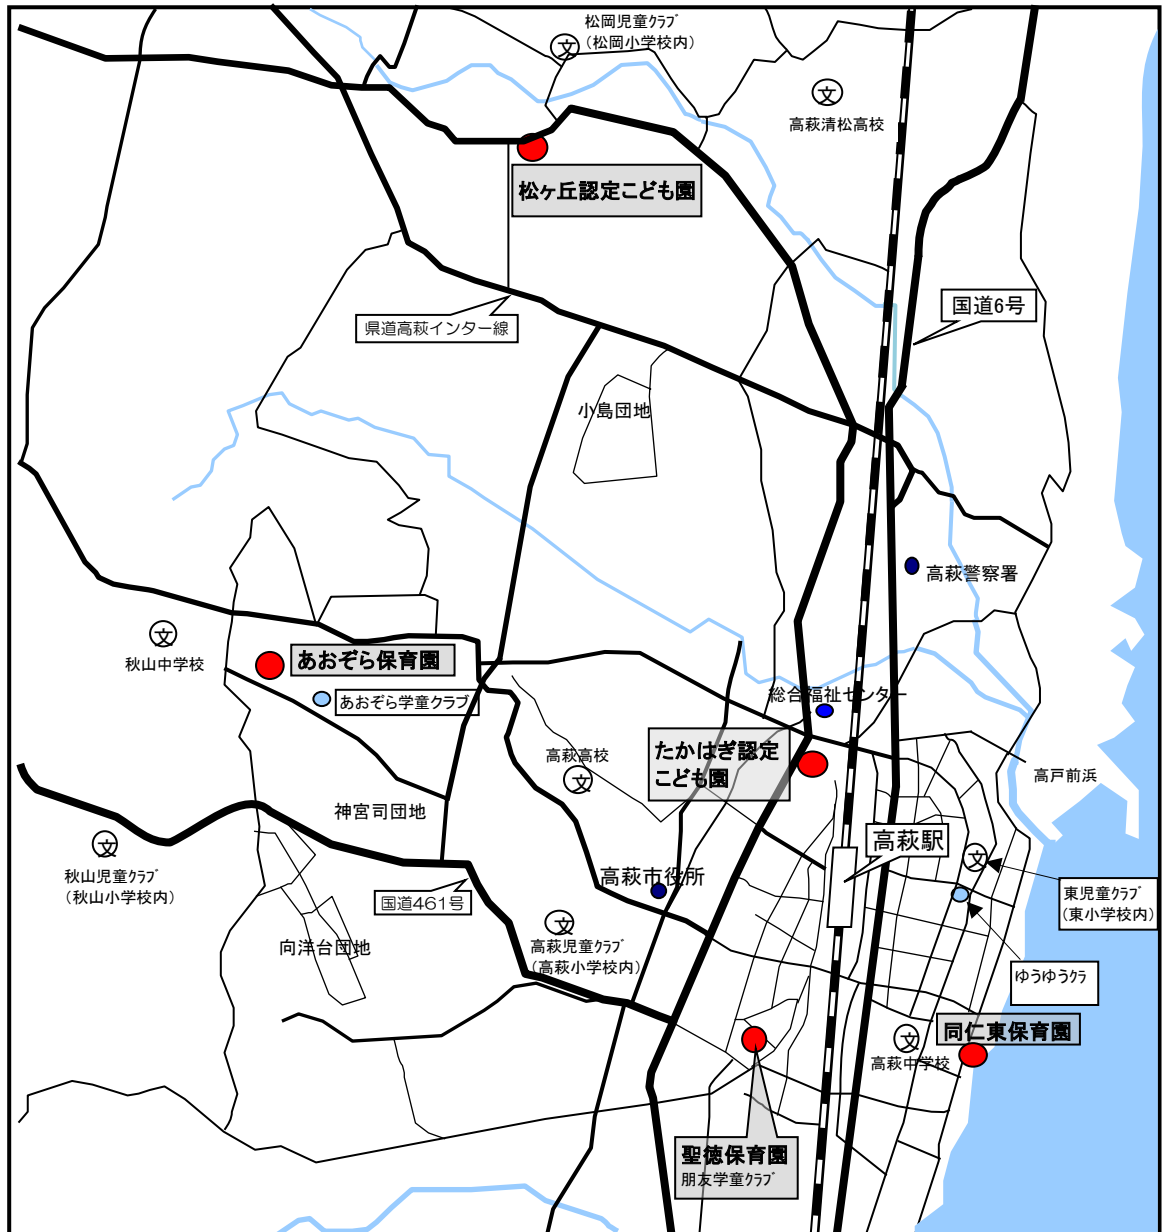 松岡児童ｸﾗﾌﾞ
（松岡小学校内）
文
文
高萩清松高校
松ヶ丘認定こども園
国道6号
県道高萩インター線
小島団地
高萩警察署
文
秋山中学校
あおぞら保育園
あおぞら学童クラブ
総合福祉センター
たかはぎ認定
こども園
高萩高校
文
高戸前浜
神宮司団地
高萩駅
文
文
秋山児童ｸﾗﾌﾞ
（秋山小学校内）
高萩市役所
国道461号
東児童ｸﾗﾌﾞ
（東小学校内）
文
高萩児童ｸﾗﾌﾞ
（高萩小学校内）
向洋台団地
ゆうゆうｸﾗ
同仁東保育園
文
高萩中学校
聖徳保育園
朋友学童ｸﾗﾌﾞ